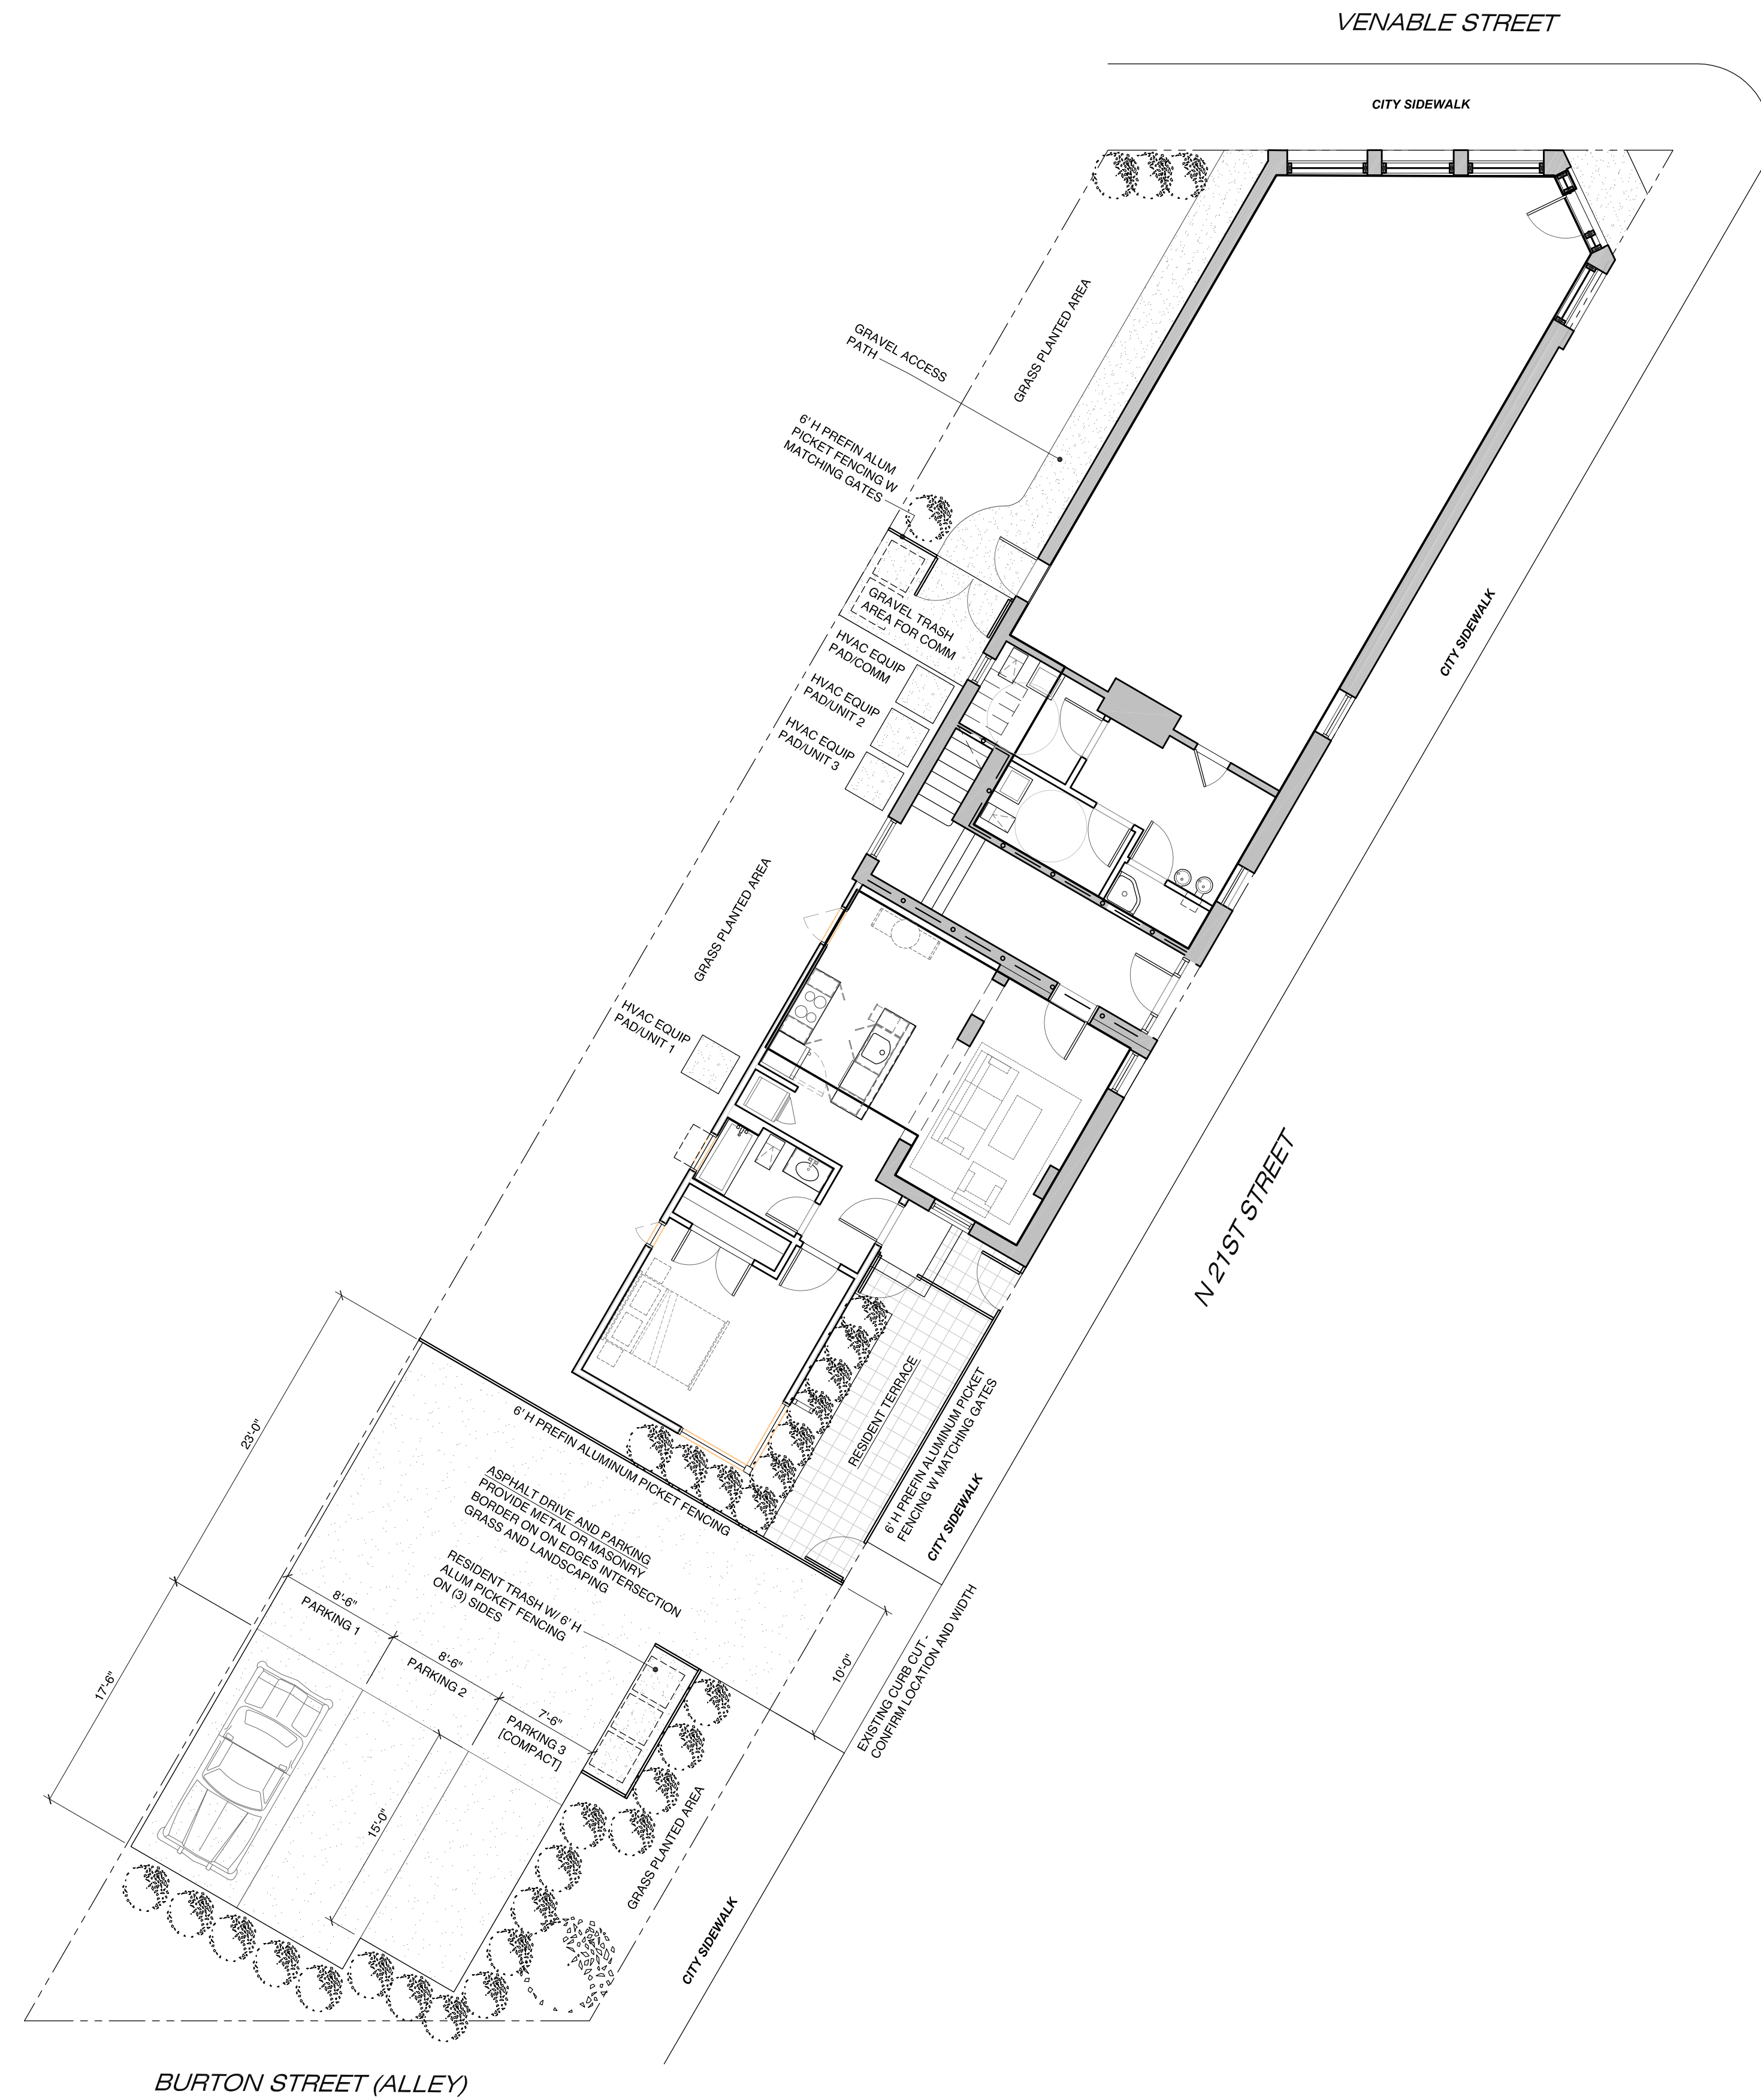 VENABLE STREET
CITY SIDEWALK
GRASS PLANTED AREA
GRAVEL ACCESS
PATH
6' H PREFIN ALUM
PICKET FENCING W
MATCHING GATES
GRAVEL TRASH
AREA FOR COMM
HVAC EQUIP
PAD/COMM
HVAC EQUIP
PAD/UNIT 2
HVAC EQUIP
PAD/UNIT 3
CITY SIDEWALK
GRASS PLANTED AREA
HVAC EQUIP
PAD/UNIT 1
N 21ST STREET
23'-0"
6' H PREFIN ALUMINUM PICKET FENCING
RESIDENT TERRACE
6' H PREFIN ALUMINUM PICKET
FENCING W MATCHING GATES
CITY SIDEWALK
ASPHALT DRIVE AND PARKING
PROVIDE METAL OR MASONRY
BORDER ON ON EDGES INTERSECTION
GRASS AND LANDSCAPING
RESIDENT TRASH W/ 6' H
ALUM PICKET FENCING
ON (3) SIDES
8'-6"
PARKING 1
8'-6"
PARKING 2
7'-6"
PARKING 3
[COMPACT]
17'-6"
15'-0"
10'-0"
EXISTING CURB CUT -
CONFIRM LOCATION AND WIDTH
GRASS PLANTED AREA
CITY SIDEWALK
BURTON STREET (ALLEY)